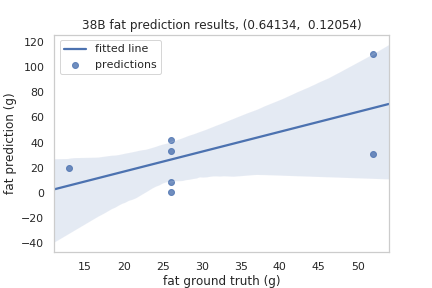 38B fat prediction results, (0.64134, 0.12054)
fitted line
predictions
120
100
80
60
40
20
0
−20
−40
fat prediction (g)
15 20 25 30 35 40 45 50
fat ground truth (g)